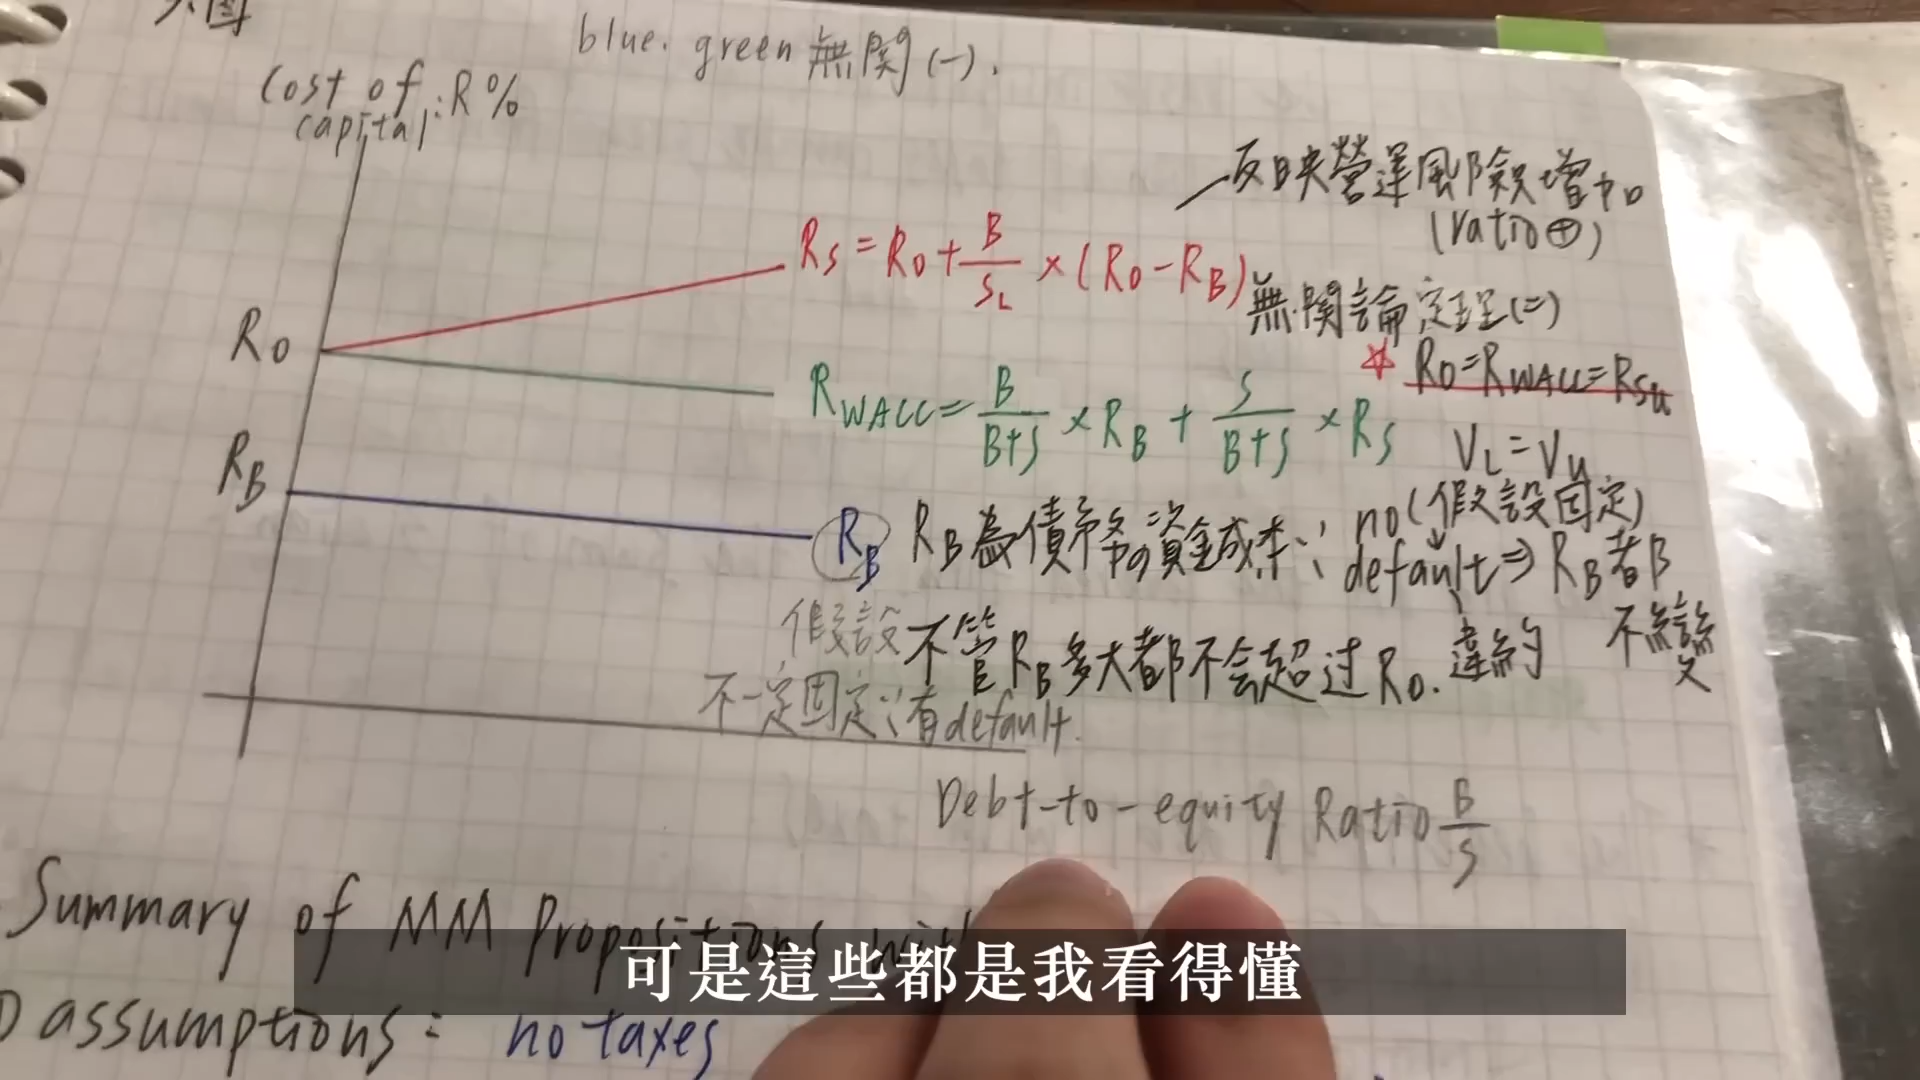 blue. green 無関(一).
Cost of capital: R%
反映營運風險增加
(ratio⊕)
RS = R0 + B/SL × (R0 - RB)
無関論定理(二)
R0
☆ R0 = RWACC = RSu
RWACC = B/B+S × RB + S/B+S × RS
VL = Vu
RB
RB RB為債券の資金成本∵ no (假設固定)
default ⇒ RB都不會変
假設 不管RB多大都不会超过R0. 違約
不一定固定∵有default.
Debt-to-equity Ratio B/S
Summary of MM Propositions
可是這些都是我看得懂
assumptions: no taxes